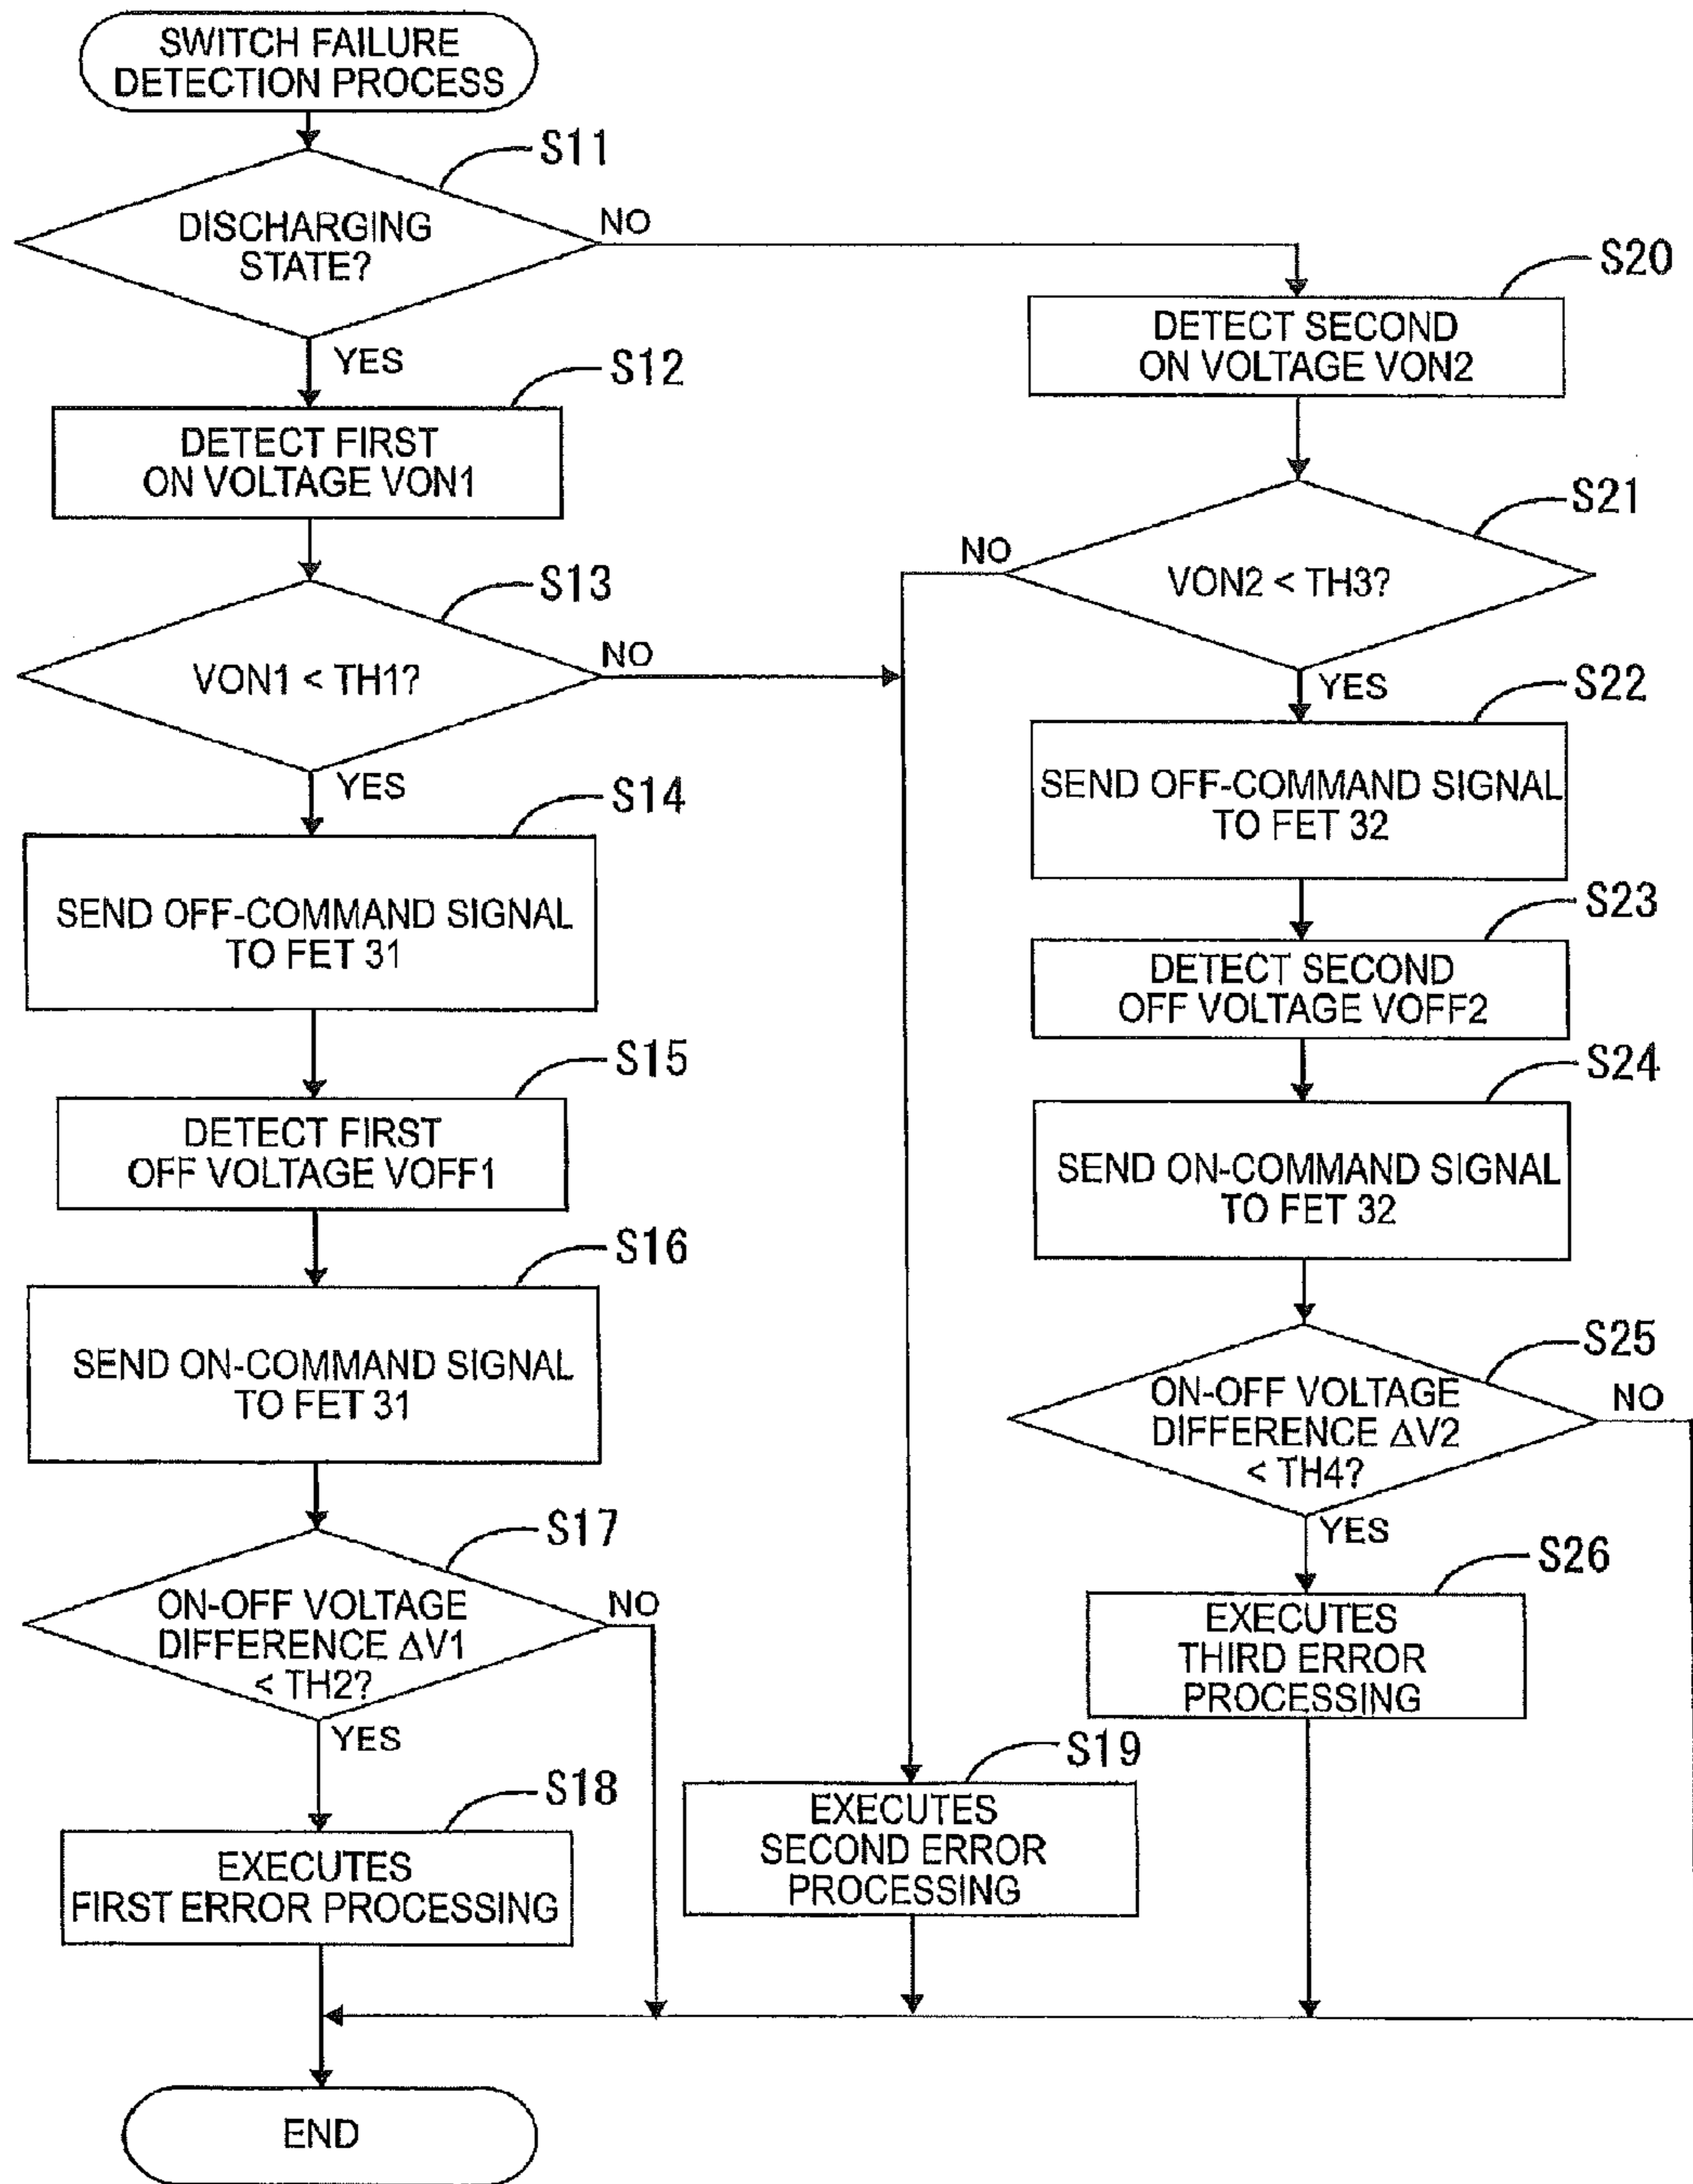 SWITCH FAILURE
DETECTION PROCESS
S11
DISCHARGING
STATE?
NO
YES
S12
DETECT FIRST
ON VOLTAGE VON1
S13
VON1 < TH1?
NO
YES
S14
SEND OFF-COMMAND SIGNAL
TO FET 31
S15
DETECT FIRST
OFF VOLTAGE VOFF1
S16
SEND ON-COMMAND SIGNAL
TO FET 31
S17
ON-OFF VOLTAGE
DIFFERENCE ΔV1
< TH2?
NO
YES
S18
EXECUTES
FIRST ERROR PROCESSING
S19
EXECUTES
SECOND ERROR
PROCESSING
S20
DETECT SECOND
ON VOLTAGE VON2
S21
NO
VON2 < TH3?
YES
S22
SEND OFF-COMMAND SIGNAL
TO FET 32
S23
DETECT SECOND
OFF VOLTAGE VOFF2
S24
SEND ON-COMMAND SIGNAL
TO FET 32
S25
ON-OFF VOLTAGE
DIFFERENCE ΔV2
< TH4?
NO
YES
S26
EXECUTES
THIRD ERROR
PROCESSING
END